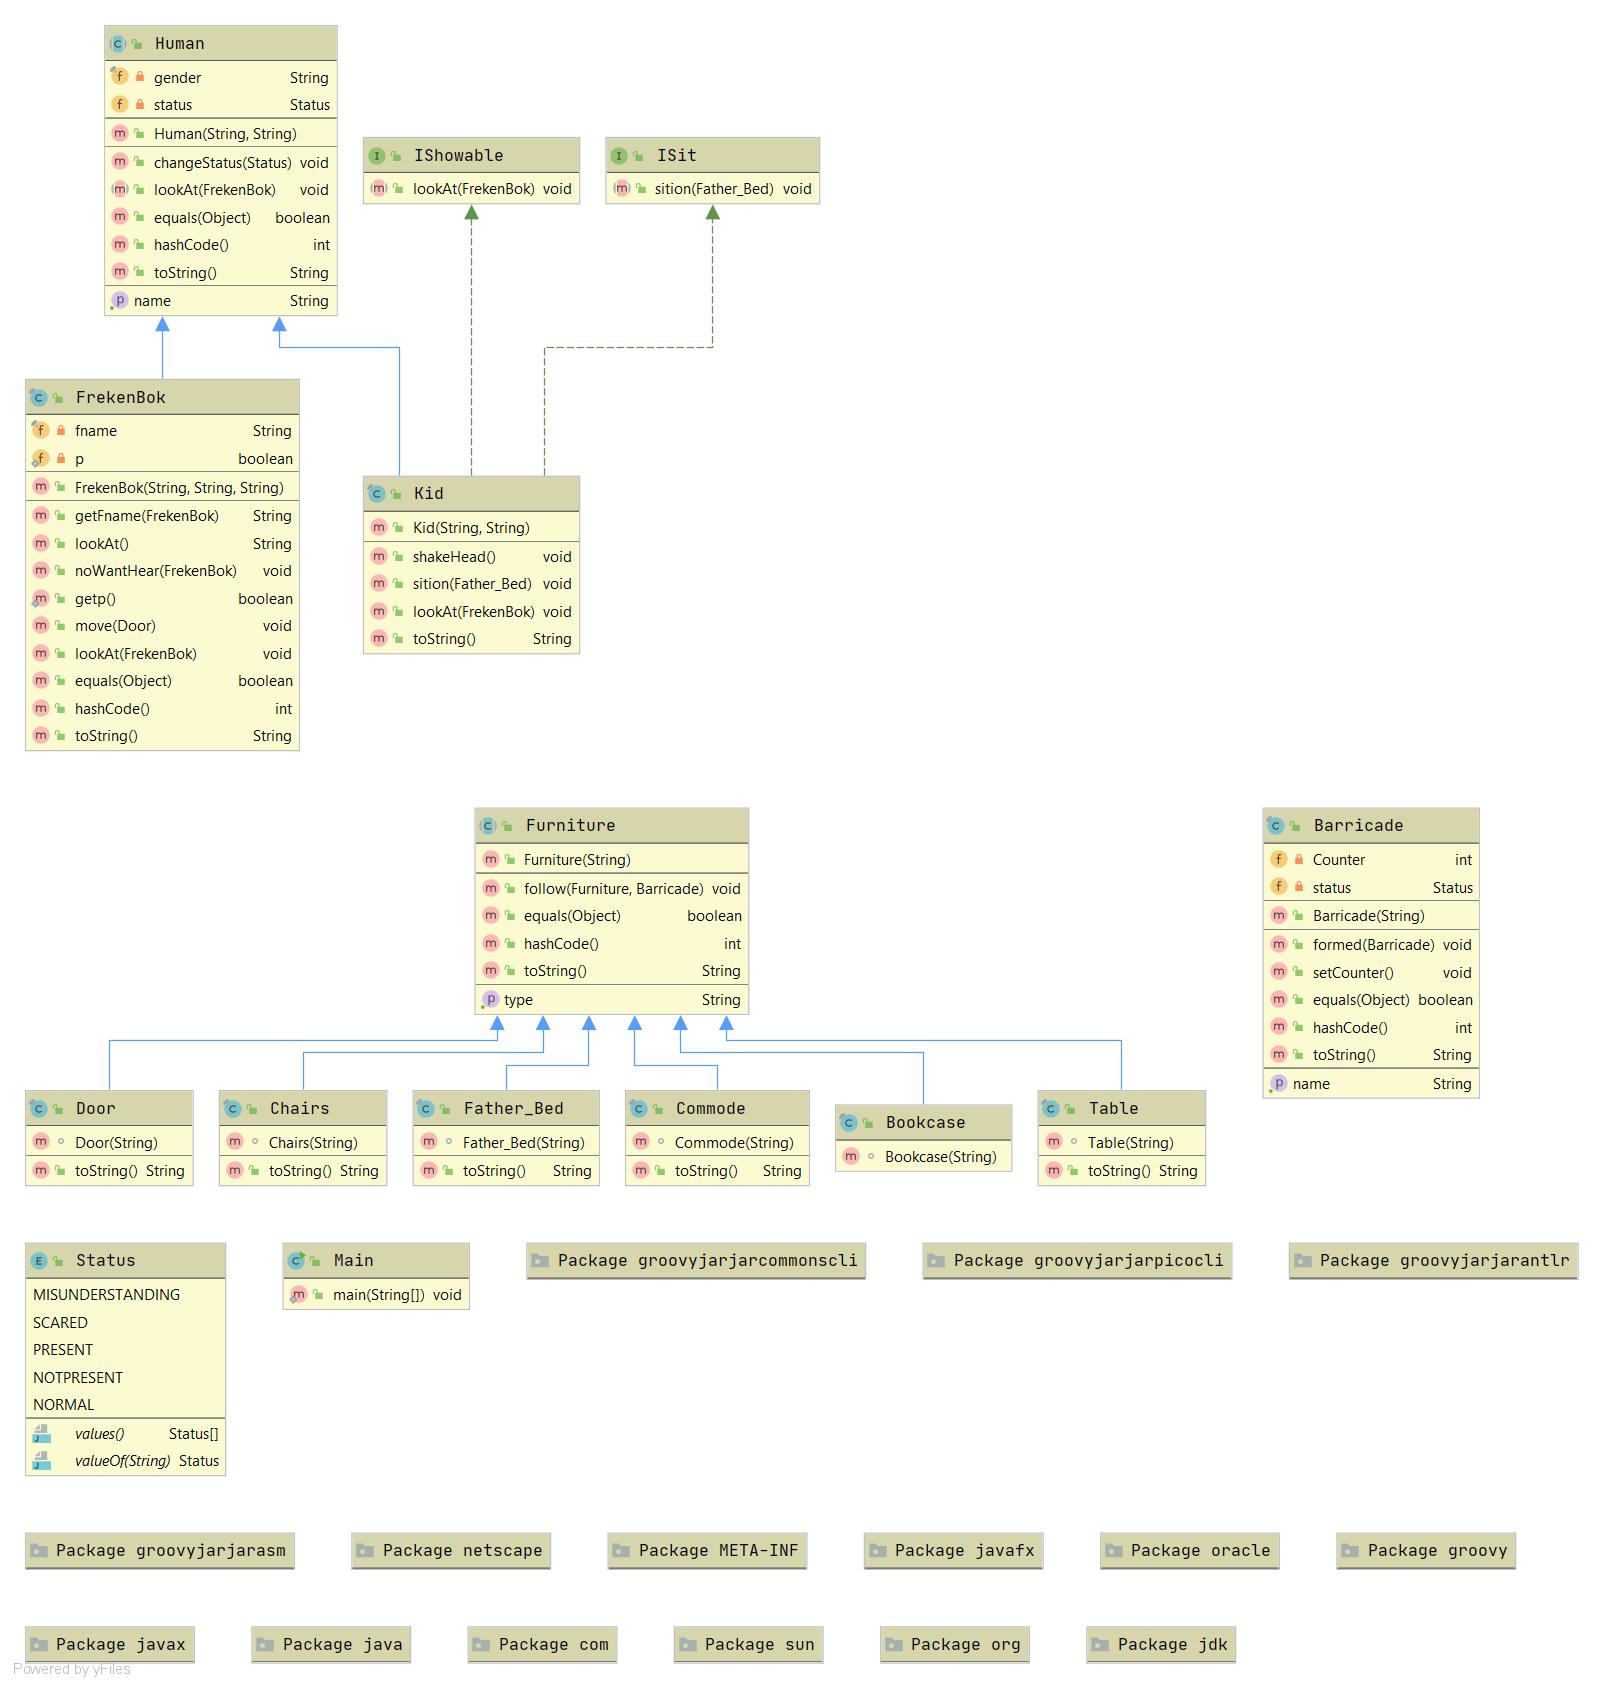 Human
gender String
status Status
Human(String, String)
changeStatus(Status) void
lookAt(FrekenBok) void
equals(Object) boolean
hashCode() int
toString() String
name String
IShowable
lookAt(FrekenBok) void
ISit
sition(Father_Bed) void
FrekenBok
fname String
p boolean
FrekenBok(String, String, String)
getFname(FrekenBok) String
lookAt() String
noWantHear(FrekenBok) void
getp() boolean
move(Door) void
lookAt(FrekenBok) void
equals(Object) boolean
hashCode() int
toString() String
Kid
Kid(String, String)
shakeHead() void
sition(Father_Bed) void
lookAt(FrekenBok) void
toString() String
Furniture
Furniture(String)
follow(Furniture, Barricade) void
equals(Object) boolean
hashCode() int
toString() String
type String
Barricade
Counter int
status Status
Barricade(String)
formed(Barricade) void
setCounter() void
equals(Object) boolean
hashCode() int
toString() String
name String
Door
Door(String)
toString() String
Chairs
Chairs(String)
toString() String
Father_Bed
Father_Bed(String)
toString() String
Commode
Commode(String)
toString() String
Bookcase
Bookcase(String)
Table
Table(String)
toString() String
Status
MISUNDERSTANDING
SCARED
PRESENT
NOTPRESENT
NORMAL
values() Status[]
valueOf(String) Status
Main
main(String[]) void
Package groovyjarjarcommonscli
Package groovyjarjarpicocli
Package groovyjarjarantlr
Package groovyjarjarasm
Package netscape
Package META-INF
Package javafx
Package oracle
Package groovy
Package javax
Package java
Package com
Package sun
Package org
Package jdk
Powered by yFiles